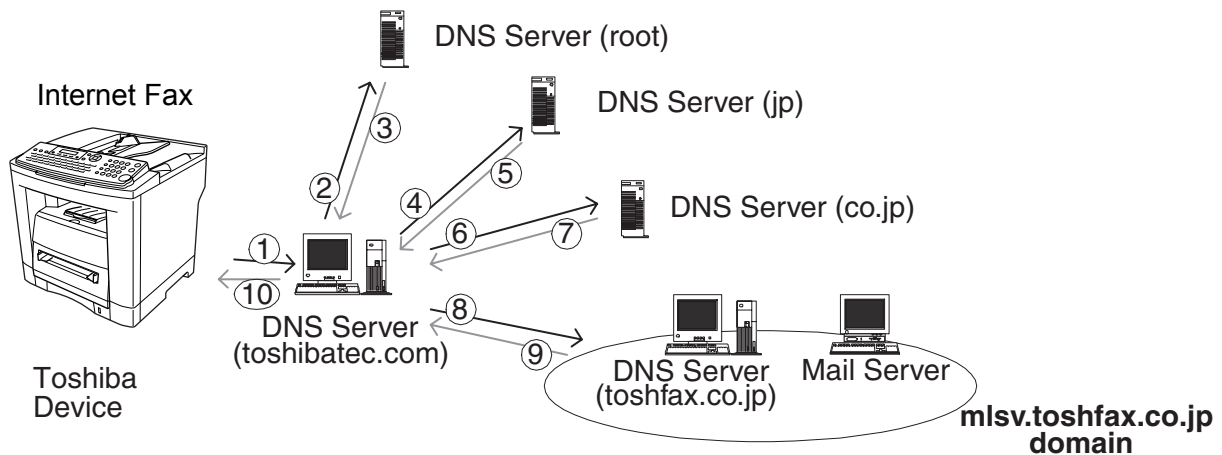 DNS Server (root)
Internet Fax
DNS Server (jp)
3
5
2
4
DNS Server (co.jp)
6
7
1
10
8
DNS Server
(toshibatec.com)
9
DNS Server
(toshfax.co.jp)
Mail Server
Toshiba
Device
mlsv.toshfax.co.jp
domain